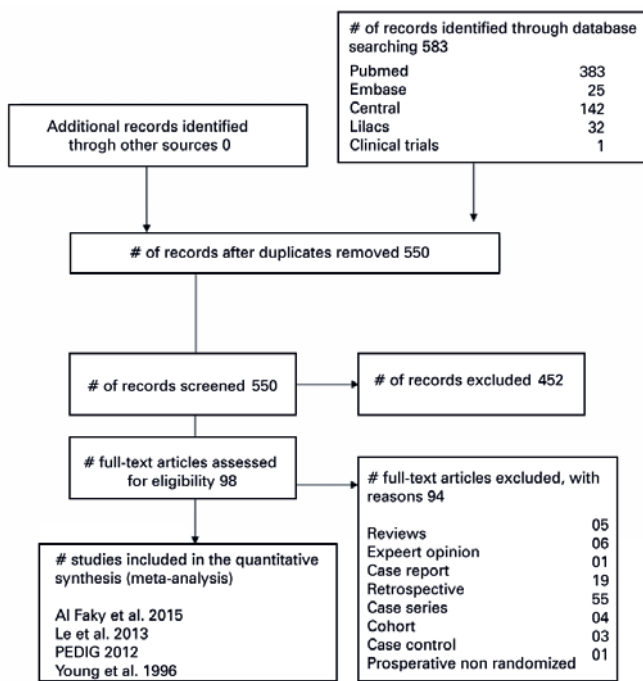 # of records identified through database
searching 583
Pubmed 383
Embase 25
Central 142
Lilacs 32
Clinical trials 1
Additional records identified
throgh other sources 0
# of records after duplicates removed 550
# of records screened 550
# of records excluded 452
# full-text articles assessed
for eligibility 98
# full-text articles excluded, with
reasons 94
Reviews 05
Expeert opinion 06
Case report 01
Retrospective 19
Case series 55
Cohort 04
Case control 03
Prosperative non randomized 01
# studies included in the quantitative
synthesis (meta-analysis)
Al Faky et al. 2015
Le et al. 2013
PEDIG 2012
Young et al. 1996